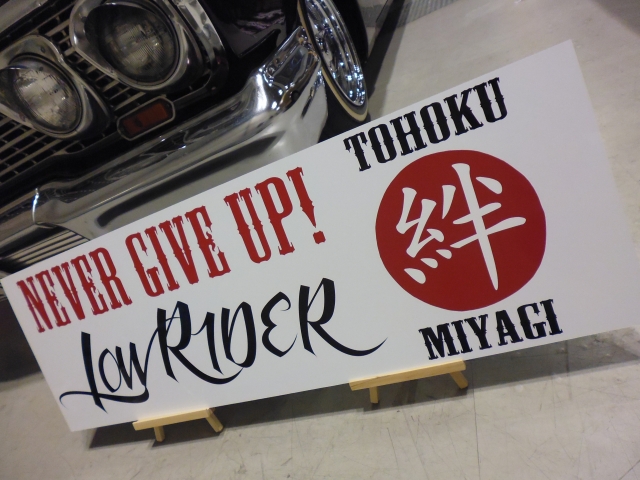 NEVER GIVE UP!
LowRIDER
TOHOKU
絆
MIYAGI